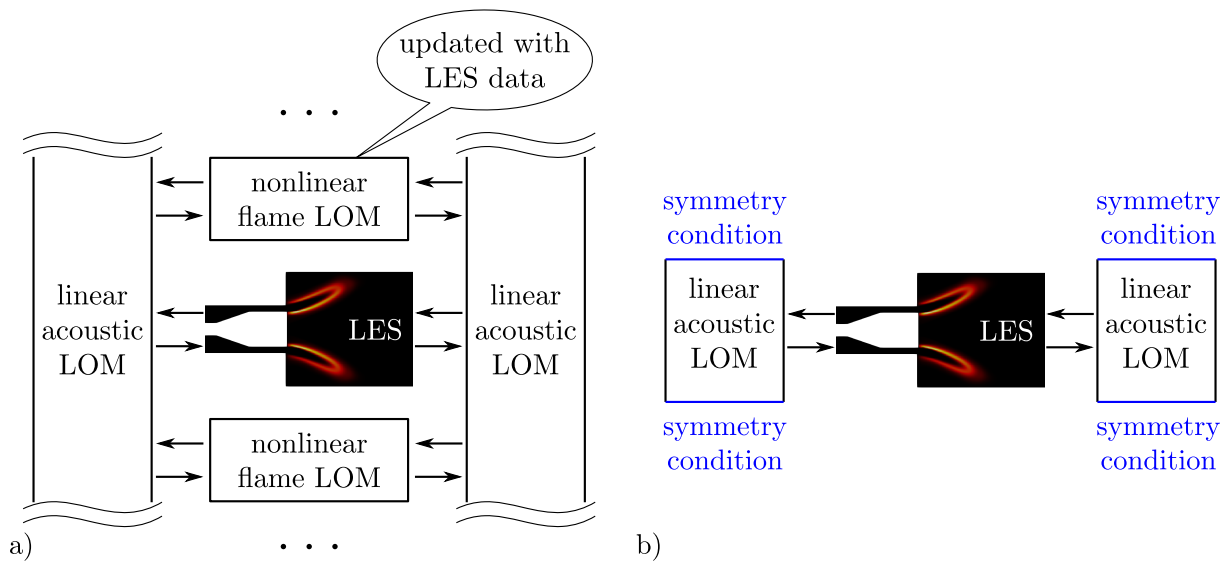 updated with
LES data
. . .
nonlinear
flame LOM
linear
acoustic
LOM
LES
linear
acoustic
LOM
nonlinear
flame LOM
. . .
a)
symmetry
condition
linear
acoustic
LOM
symmetry
condition
LES
symmetry
condition
linear
acoustic
LOM
symmetry
condition
b)